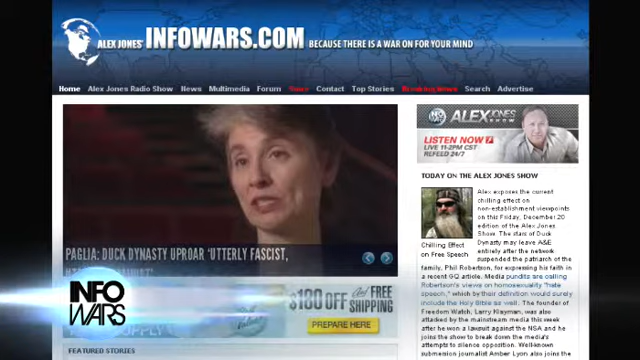 ALEX JONES' INFOWARS.COM BECAUSE THERE IS A WAR ON FOR YOUR MIND
Home Alex Jones Radio Show News Multimedia Forum Contact Top Stories Breaking News Search Advertise
ALEX JONES
SHOW
LISTEN NOW
LIVE 11-2PM CST
REFEED 24/7
PAGLIA: DUCK DYNASTY UPROAR 'UTTERLY FASCIST,
TODAY ON THE ALEX JONES SHOW
Alex exposes the current
chilling effect on
non-establishment viewpoints
on this Friday, December 20
edition of the Alex Jones
Show. The stars of Duck
Dynasty may leave A&E
entirely after the network
suspended the patriarch of the
Chilling Effect
on Free Speech
family, Phil Robertson, for expressing his faith in
a recent GQ article. Media pundits are calling
Robertson's views on homosexuality "hate
speech," which by their definition would surely
include the Holy Bible as well. The founder of
Freedom Watch, Larry Klayman, was also
attacked by the mainstream media this week
after he won a lawsuit against the NSA and he
joins the show to break down the Media's
attempts to silence opposition. Well-known
submersion journalist Amber Lyon also joins the
INFO
WARS
$100 OFF And FREE
SHIPPING
PREPARE HERE
FEATURED STORIES